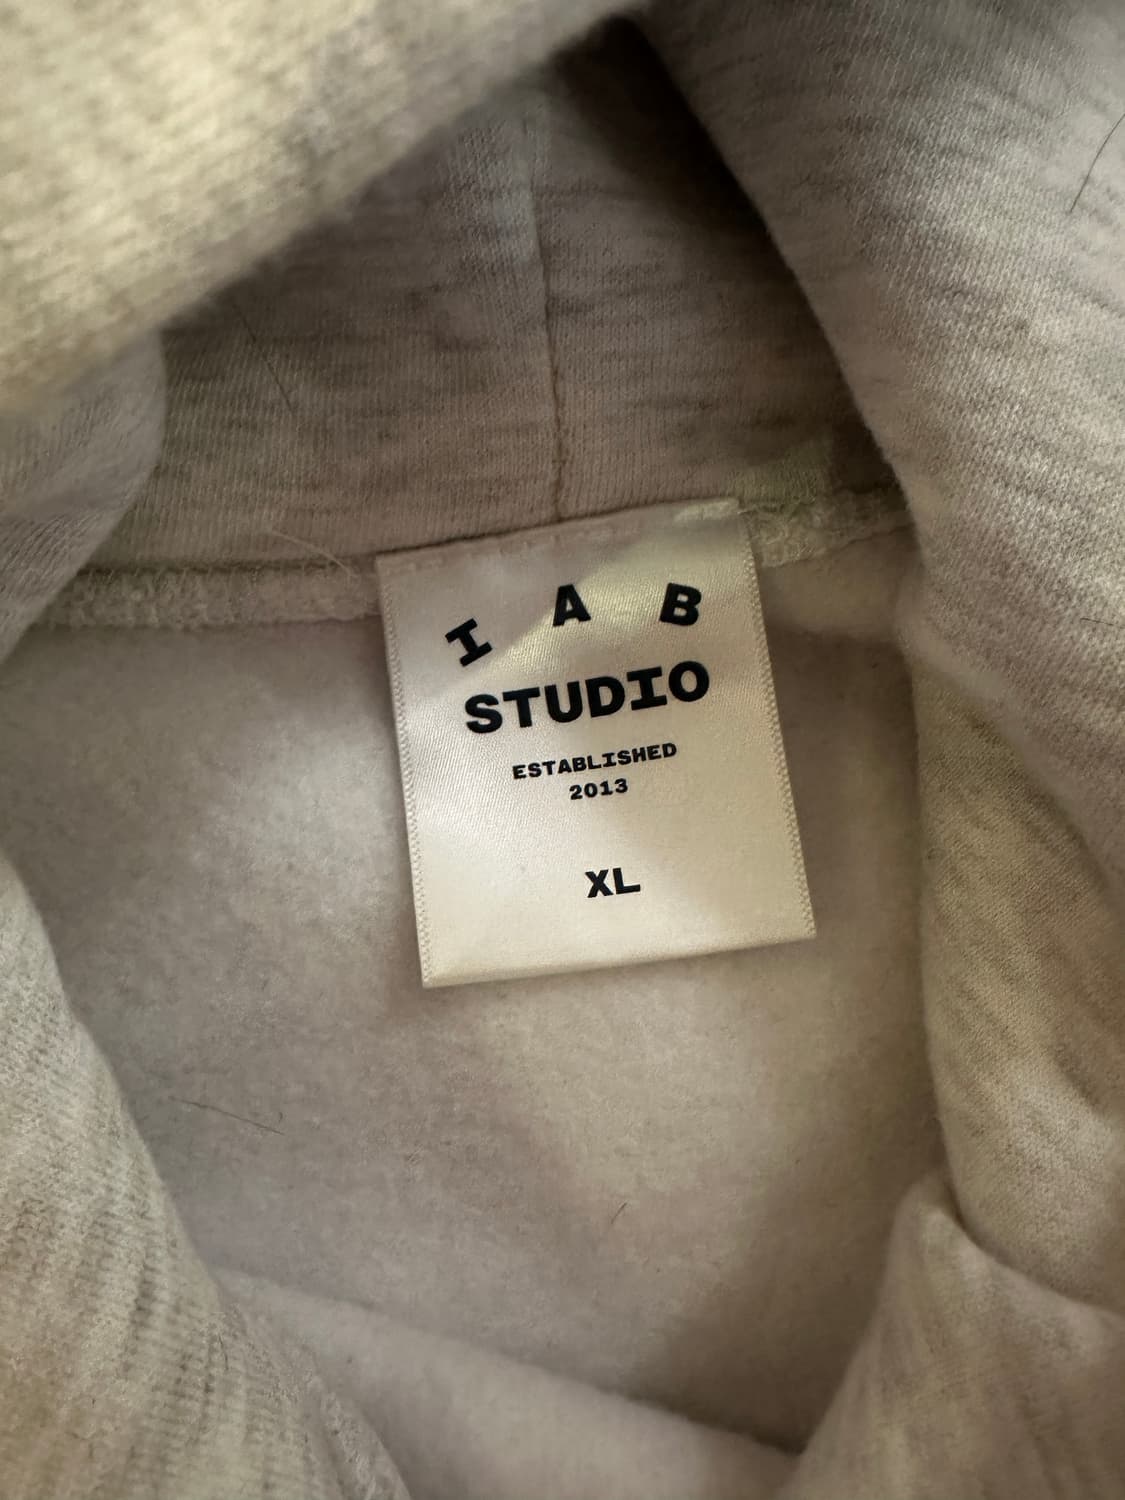 I A B
STUDIO
ESTABLISHED
2013
XL